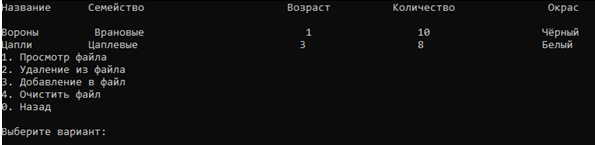 Название Семейство Возраст Количество Окрас
Вороны Врановые 1 10 Чёрный
Цапли Цаплевые 3 8 Белый
1. Просмотр файла
2. Удаление из файла
3. Добавление в файл
4. Очистить файл
0. Назад
Выберите вариант: